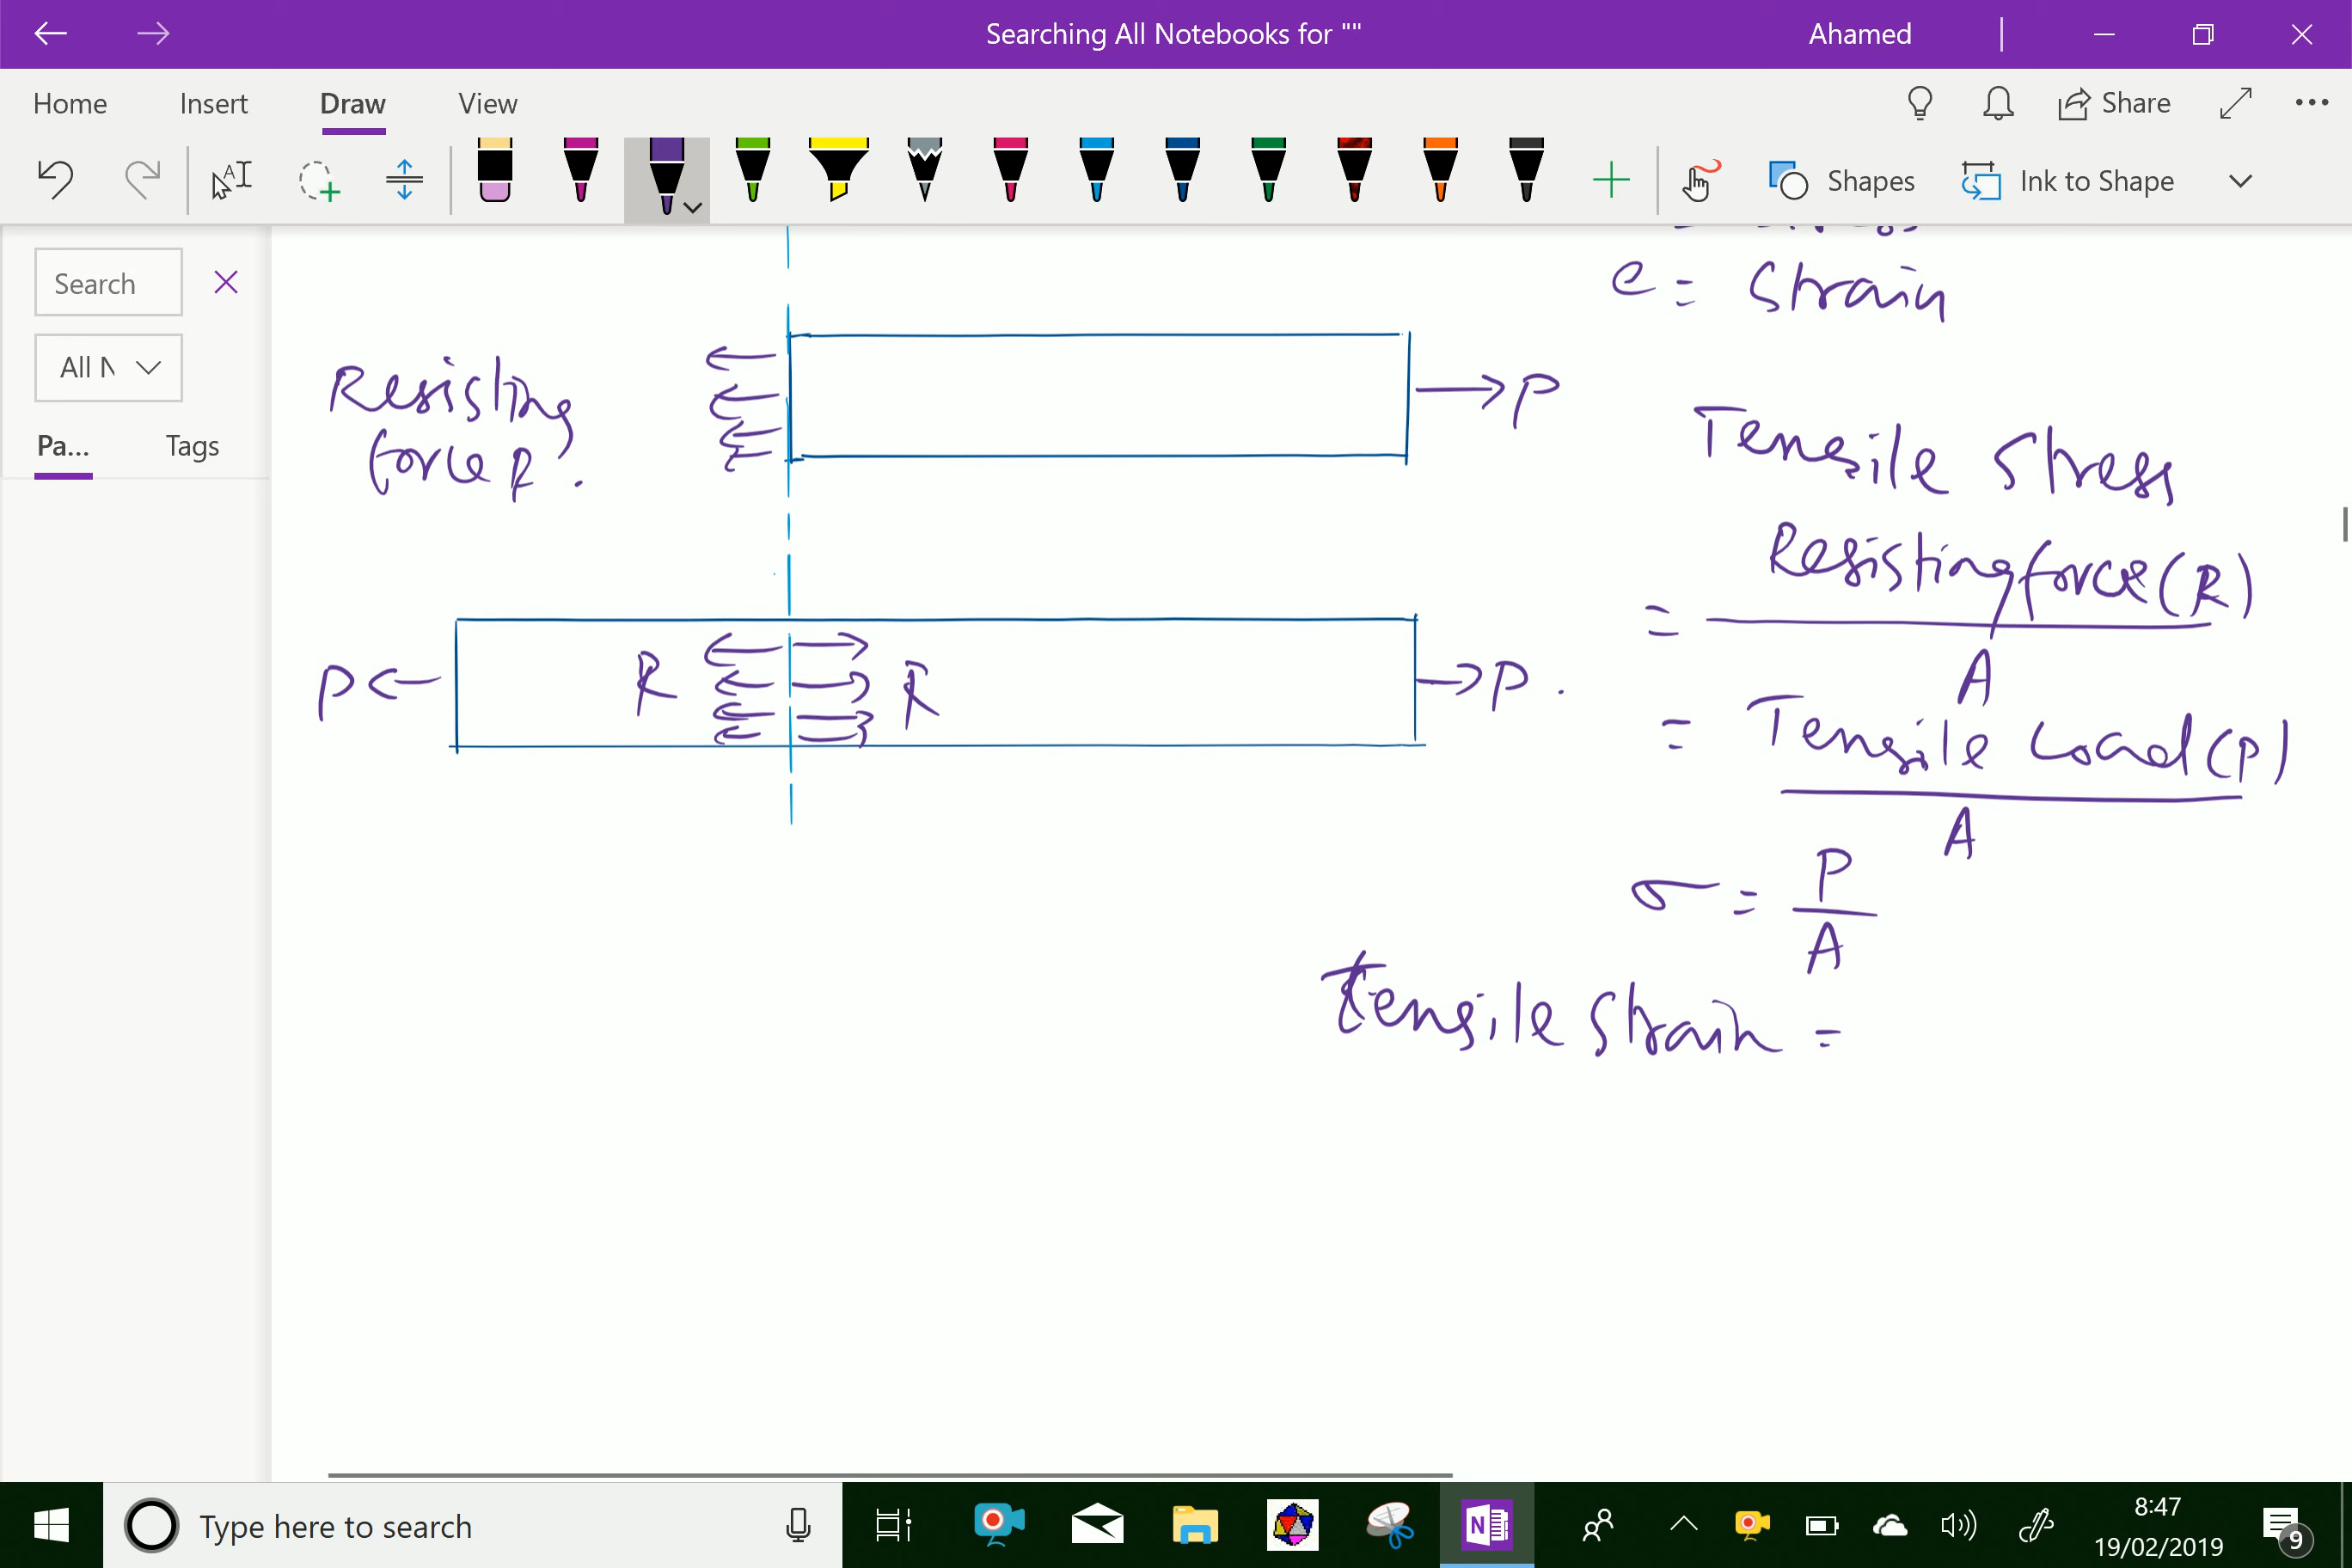 Searching All Notebooks for ""
Ahamed
Home Insert Draw View
Share
Shapes
Ink to Shape
Search
All N
Pa... Tags
e = Strain
Resisting
force R.
P
Tensile Stress
= Resisting force (R)
A
= Tensile Load (P)
A
P R R P .
σ = P
A
tensile strain =
Type here to search
8:47
19/02/2019
9